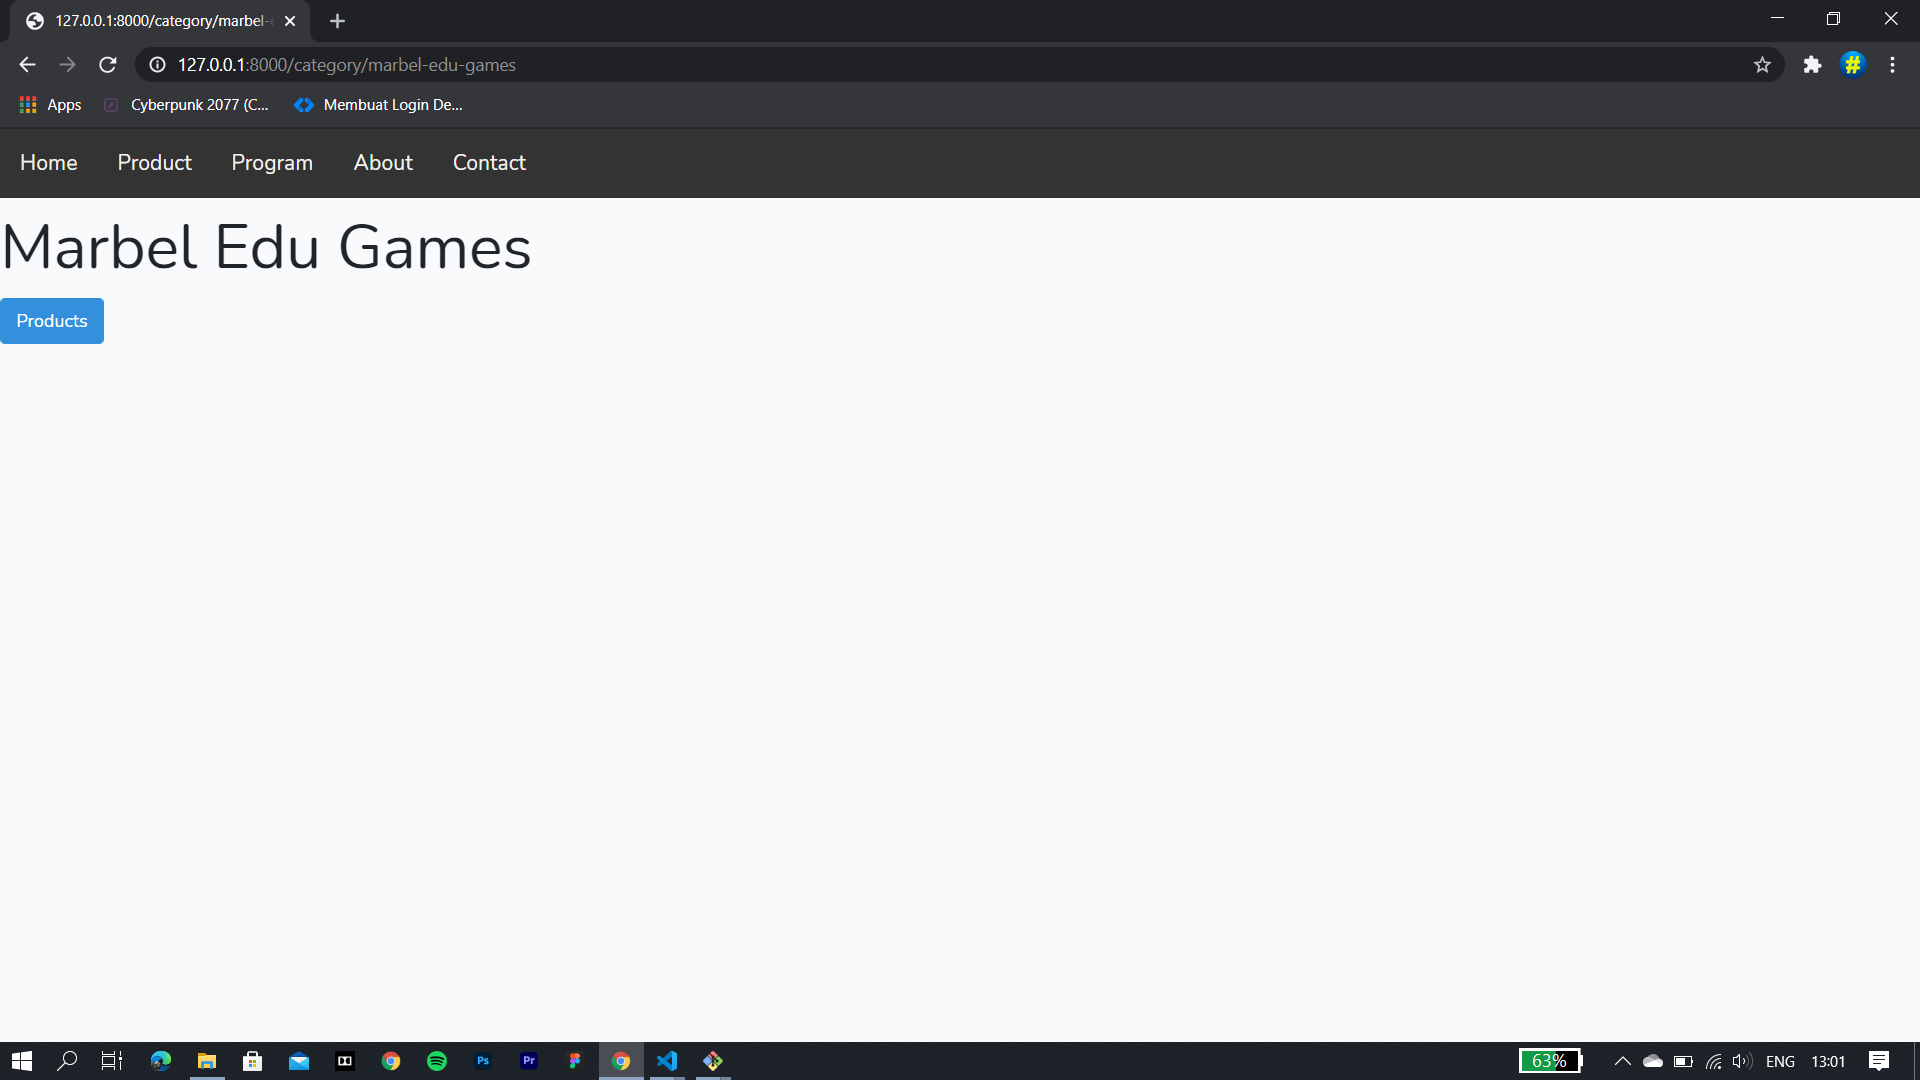 127.0.0.1:8000/category/marbel-
127.0.0.1:8000/category/marbel-edu-games
Apps Cyberpunk 2077 (C... Membuat Login De...
Home Product Program About Contact
Marbel Edu Games
Products
Ps Pr 63% ENG 13:01